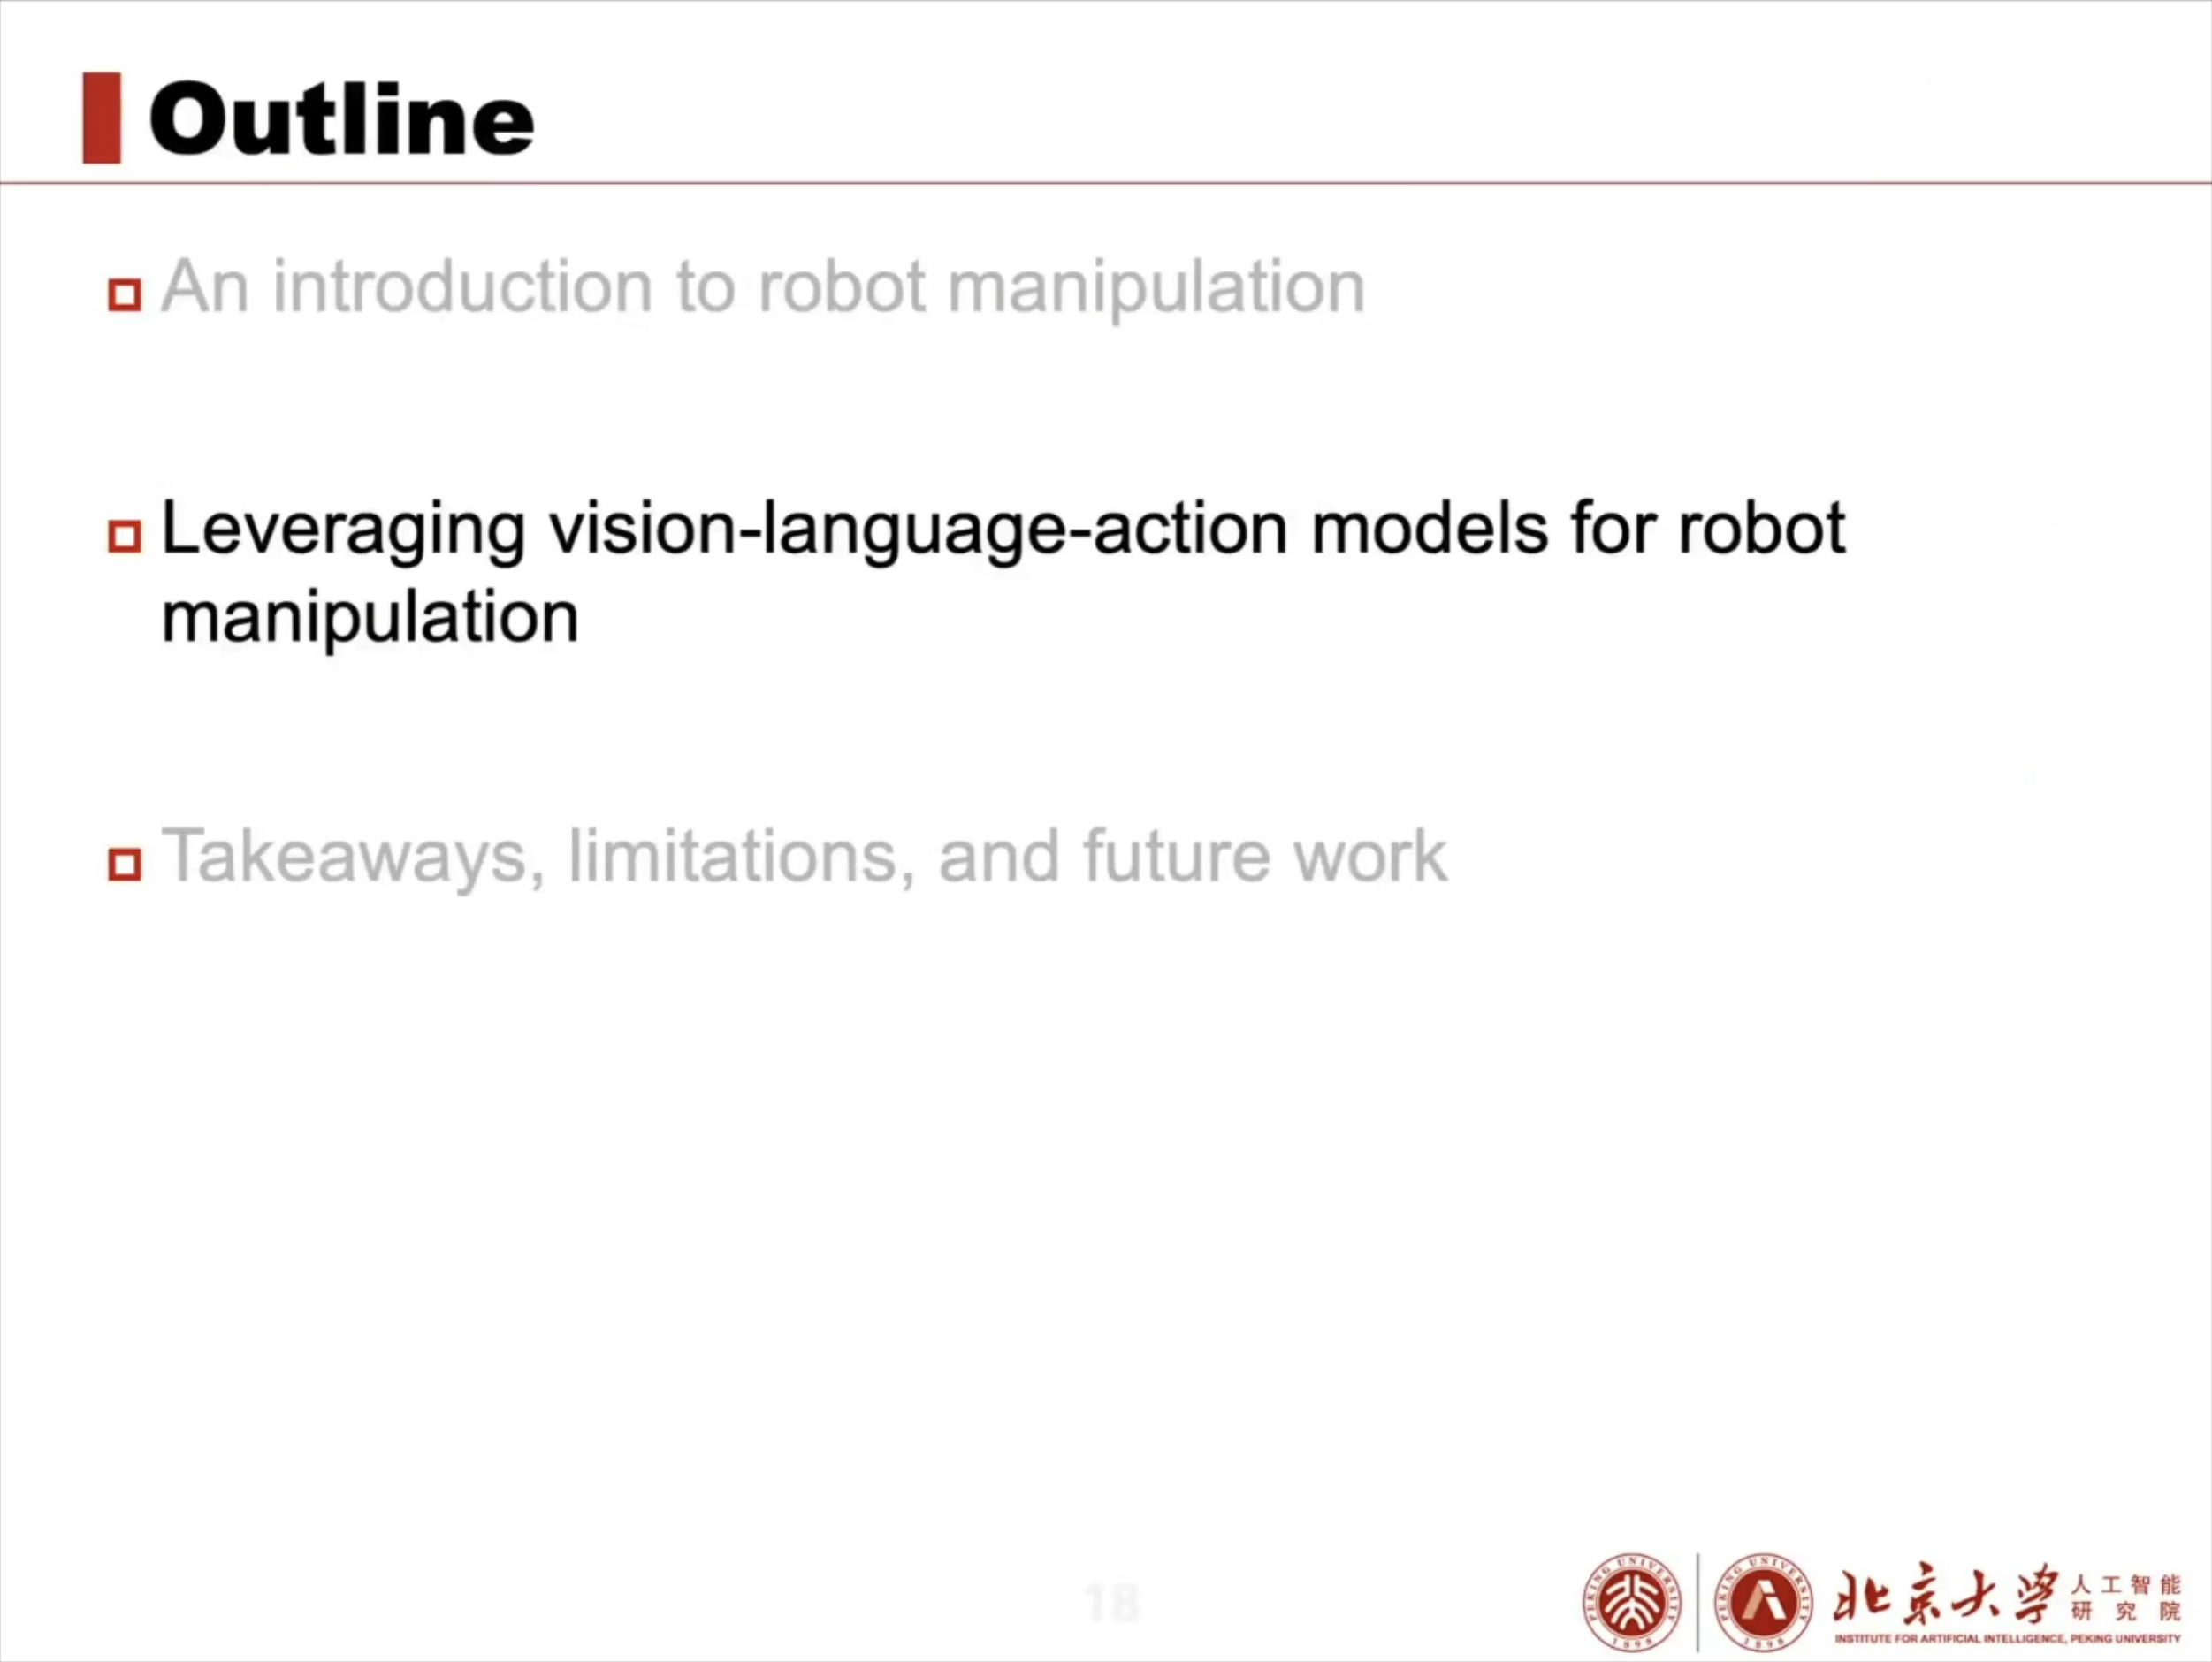 Outline
An introduction to robot manipulation
Leveraging vision-language-action models for robot
manipulation
Takeaways, limitations, and future work
18
PEKING UNIVERSITY
1898
PEKING UNIVERSITY
1898
北京大学
人工智能
研究院
INSTITUTE FOR ARTIFICIAL INTELLIGENCE, PEKING UNIVERSITY